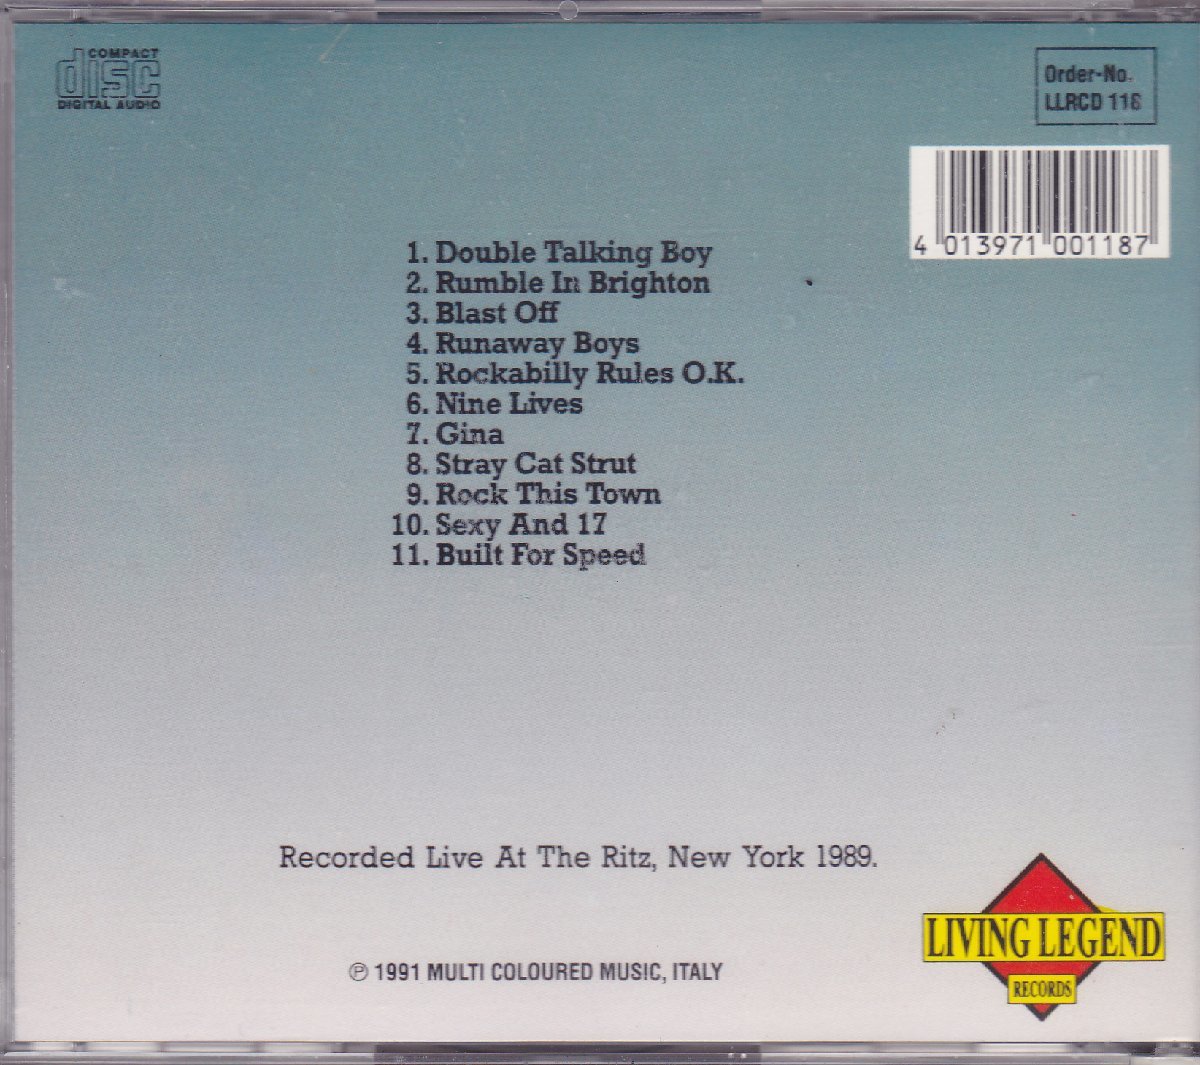 COMPACT
disc
DIGITAL AUDIO
Order-No.
LLRCD 118
4 013971 001187
1. Double Talking Boy
2. Rumble In Brighton
3. Blast Off
4. Runaway Boys
5. Rockabilly Rules O.K.
6. Nine Lives
7. Gina
8. Stray Cat Strut
9. Rock This Town
10. Sexy And 17
11. Built For Speed
Recorded Live At The Ritz, New York 1989.
℗ 1991 MULTI COLOURED MUSIC, ITALY
LIVING LEGEND
RECORDS